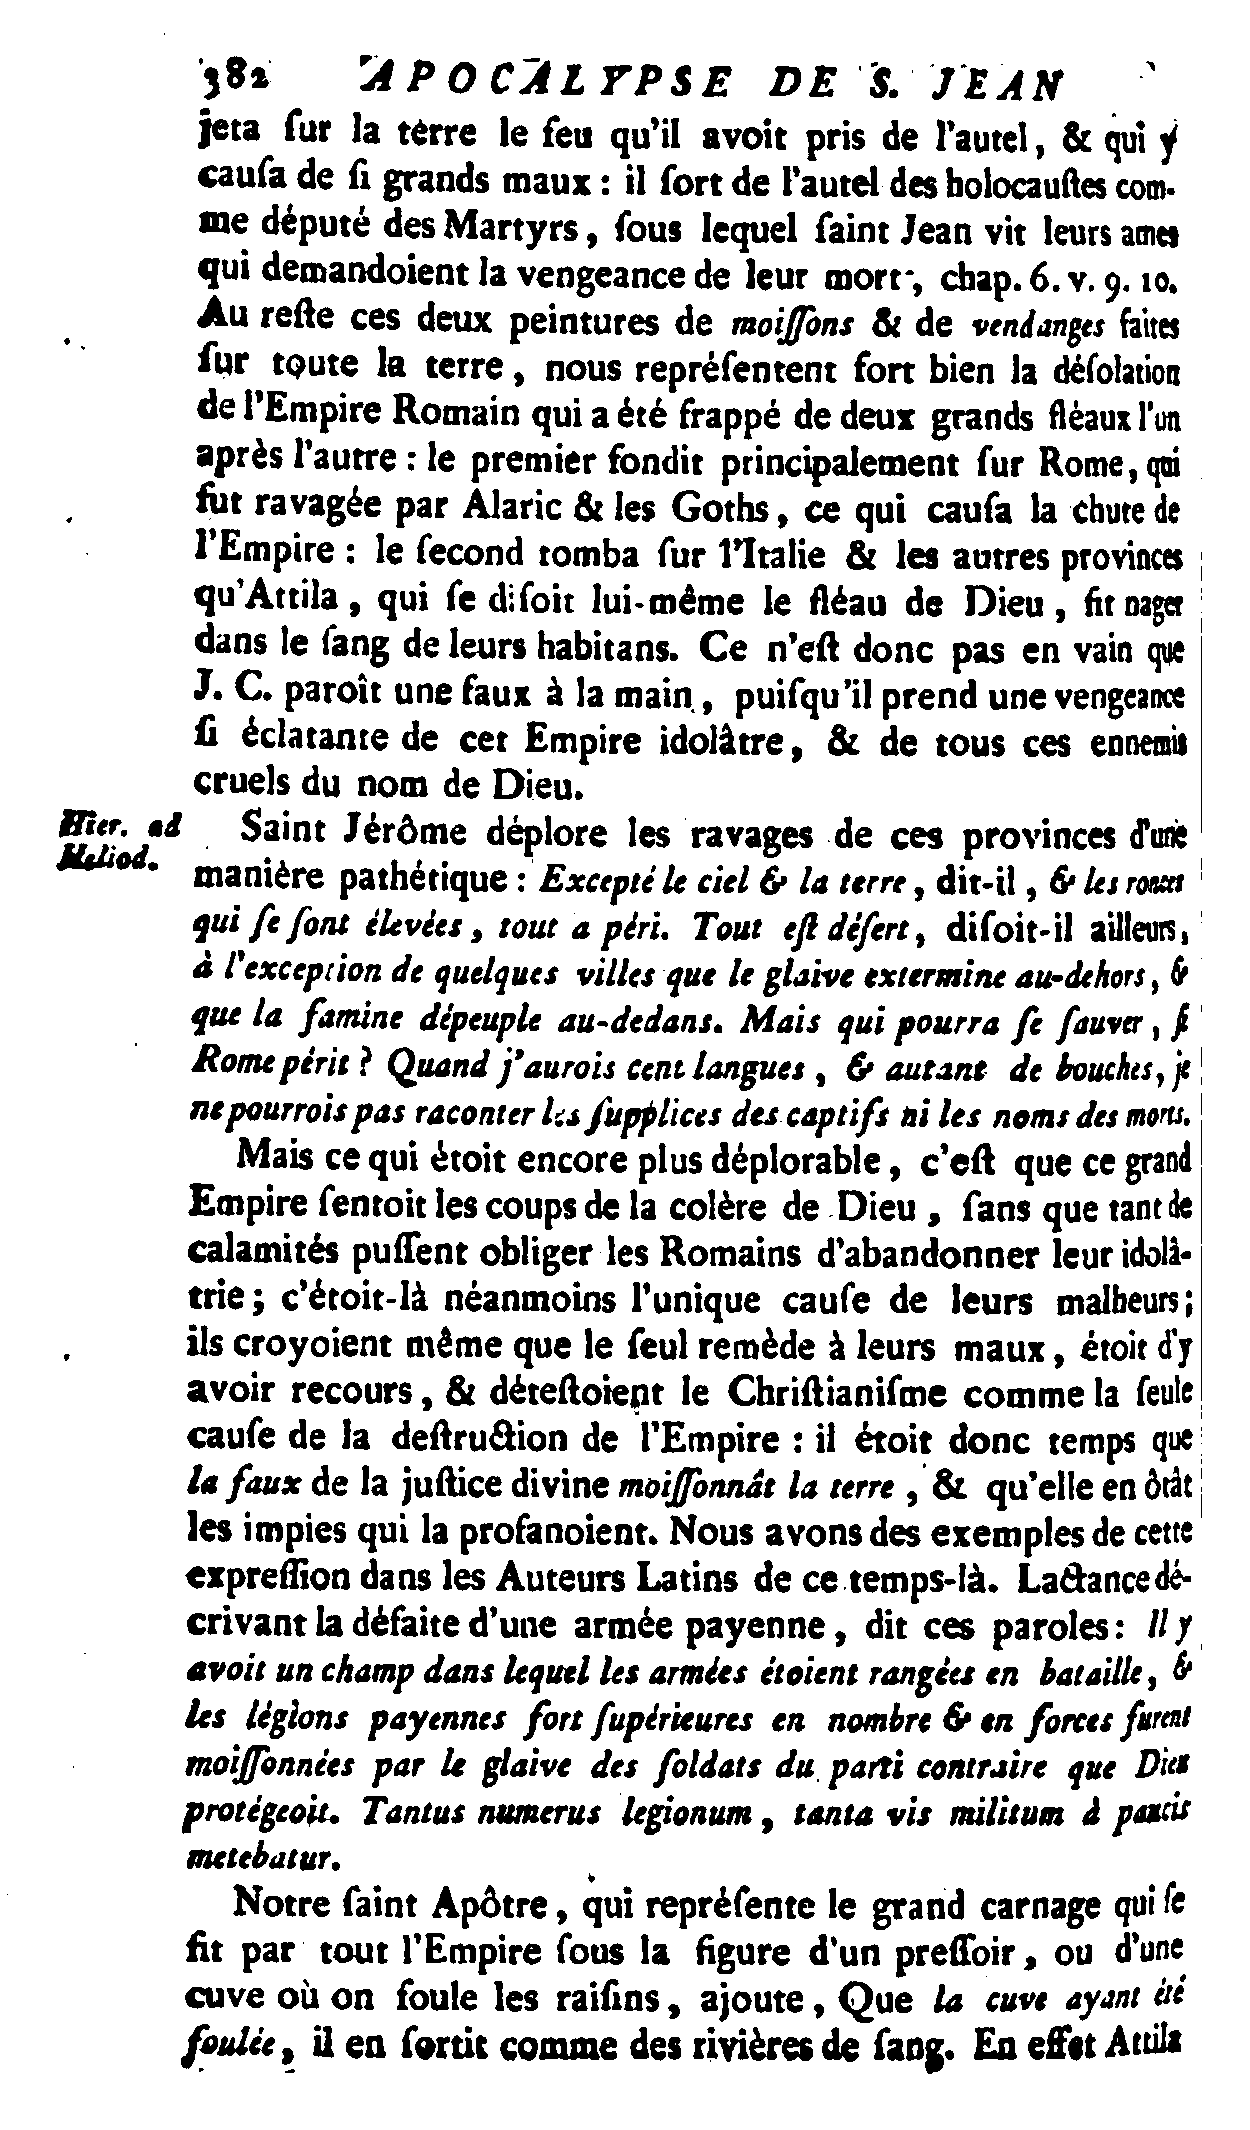 382 APOCALYPSE DE S. JEAN
jeta ſur la terre le feu qu'il avoit pris de l'autel, & qui y
cauſa de ſi grands maux : il ſort de l'autel des holocauſtes com-
me député des Martyrs, ſous lequel ſaint Jean vit leurs ames
qui demandoient la vengeance de leur mort, chap. 6. v. 9. 10.
Au reſte ces deux peintures de moiſſons & de vendanges faites
ſur toute la terre, nous repréſentent fort bien la déſolation
de l'Empire Romain qui a été frappé de deux grands fléaux l'un
après l'autre : le premier fondit principalement ſur Rome, qui
fut ravagée par Alaric & les Goths, ce qui cauſa la chute de
l'Empire : le ſecond tomba ſur l'Italie & les autres provinces
qu'Attila, qui ſe diſoit lui-même le fléau de Dieu, fit nager
dans le ſang de leurs habitans. Ce n'eſt donc pas en vain que
J. C. paroît une faux à la main, puiſqu'il prend une vengeance
ſi éclatante de cet Empire idolâtre, & de tous ces ennemis
cruels du nom de Dieu.
Hier. ad
Heliod.
Saint Jérôme déplore les ravages de ces provinces d'une
manière pathétique : Excepté le ciel & la terre, dit-il, & les ronces
qui ſe ſont élevées, tout a péri. Tout eſt déſert, diſoit-il ailleurs,
à l'exception de quelques villes que le glaive extermine au-dehors, &
que la famine dépeuple au-dedans. Mais qui pourra ſe ſauver, ſi
Rome périt ? Quand j'aurois cent langues, & autant de bouches, je
ne pourrois pas raconter les ſupplices des captifs ni les noms des morts.
Mais ce qui étoit encore plus déplorable, c'eſt que ce grand
Empire ſentoit les coups de la colère de Dieu, ſans que tant de
calamités puſſent obliger les Romains d'abandonner leur idolâ-
trie ; c'étoit-là néanmoins l'unique cauſe de leurs malheurs ;
ils croyoient même que le ſeul remède à leurs maux, étoit d'y
avoir recours, & déteſtoient le Chriſtianiſme comme la ſeule
cauſe de la deſtruction de l'Empire : il étoit donc temps que
la faux de la juſtice divine moiſſonnât la terre, & qu'elle en ôtât
les impies qui la profanoient. Nous avons des exemples de cette
expreſſion dans les Auteurs Latins de ce temps-là. Lactance dé-
crivant la défaite d'une armée payenne, dit ces paroles : Il y
avoit un champ dans lequel les armées étoient rangées en bataille, &
les légions payennes fort ſupérieures en nombre & en forces furent
moiſſonnées par le glaive des ſoldats du parti contraire que Dieu
protégeoit. Tantus numerus legionum, tanta vis militum à paucis
metebatur.
Notre ſaint Apôtre, qui repréſente le grand carnage qui ſe
fit par tout l'Empire ſous la figure d'un preſſoir, ou d'une
cuve où on foule les raiſins, ajoute, Que la cuve ayant été
foulée, il en ſortit comme des rivières de ſang. En effet Attila